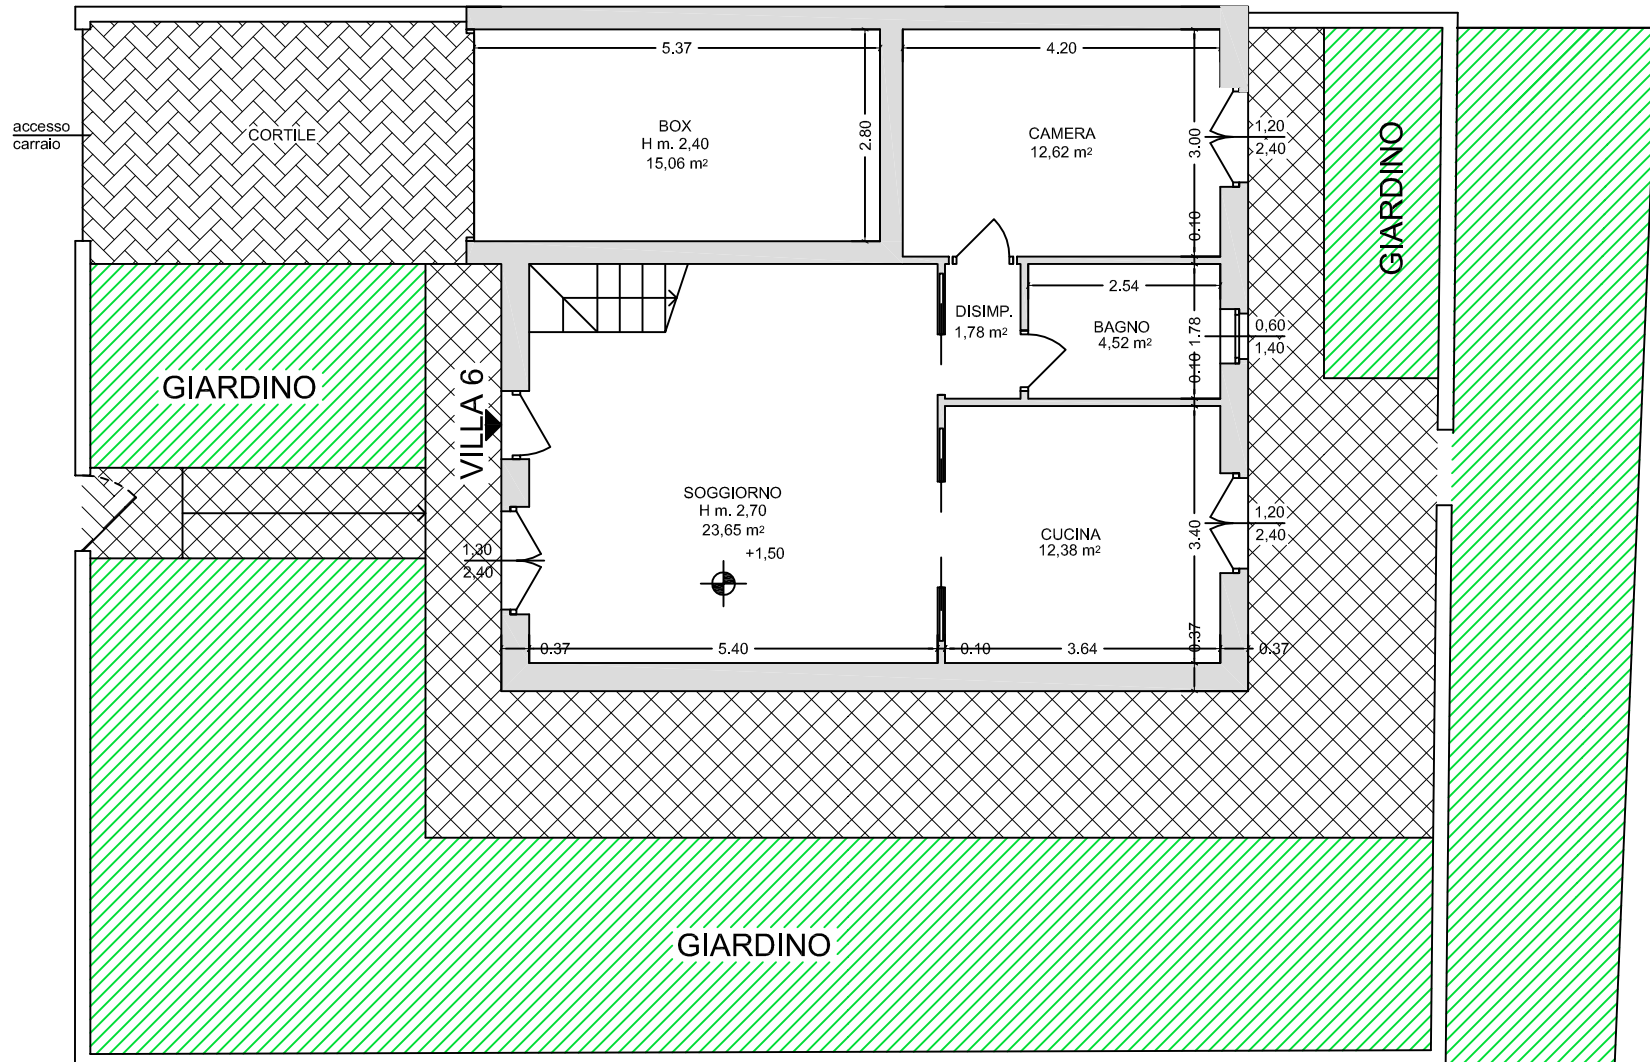 accesso
carraio
CORTILE
5.37
BOX
H m. 2,40
15,06 m²
2.80
4.20
CAMERA
12,62 m²
3.00
0.10
1,20
2,40
GIARDINO
GIARDINO
VILLA 6
DISIMP.
1,78 m²
2.54
BAGNO
4,52 m²
1.78
0.10
0,60
1,40
SOGGIORNO
H m. 2,70
23,65 m²
+1,50
1,30
2,40
CUCINA
12,38 m²
3.40
1,20
2,40
0.37
5.40
0.10
3.64
0.37
0.37
GIARDINO